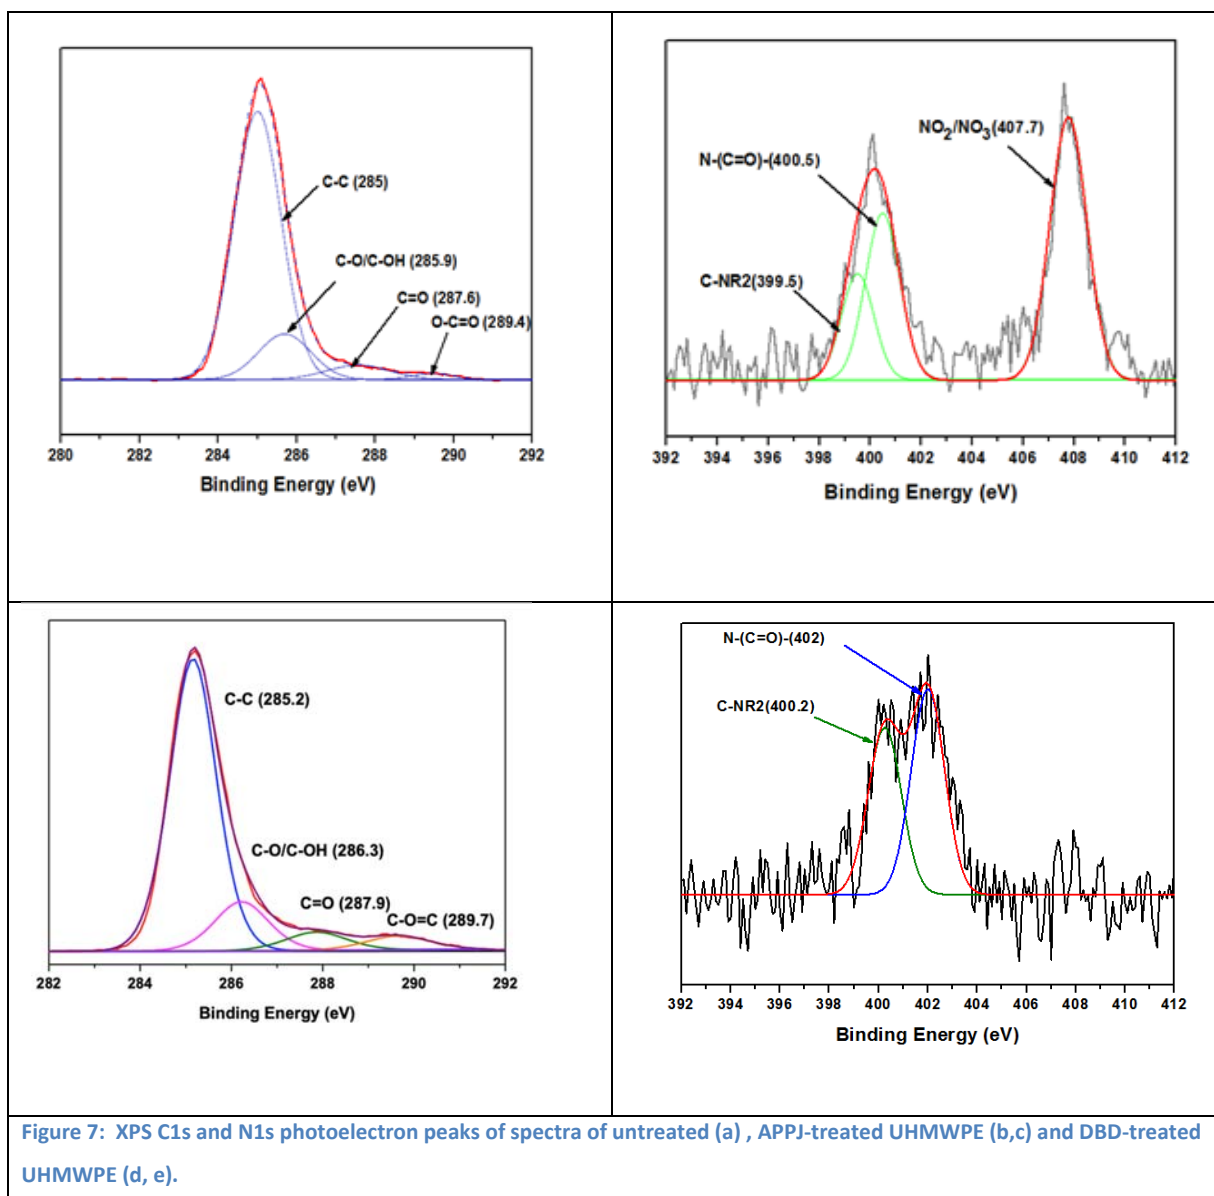 C-C (285)
C-O/C-OH (285.9)
C=O (287.6)
O-C=O (289.4)
280 282 284 286 288 290 292
Binding Energy (eV)
NO2/NO3(407.7)
N-(C=O)-(400.5)
C-NR2(399.5)
392 394 396 398 400 402 404 406 408 410 412
Binding Energy (eV)
C-C (285.2)
C-O/C-OH (286.3)
C=O (287.9)
C-O=C (289.7)
282 284 286 288 290 292
Binding Energy (eV)
N-(C=O)-(402)
C-NR2(400.2)
392 394 396 398 400 402 404 406 408 410 412
Binding Energy (eV)
Figure 7: XPS C1s and N1s photoelectron peaks of spectra of untreated (a) , APPJ-treated UHMWPE (b,c) and DBD-treated
UHMWPE (d, e).